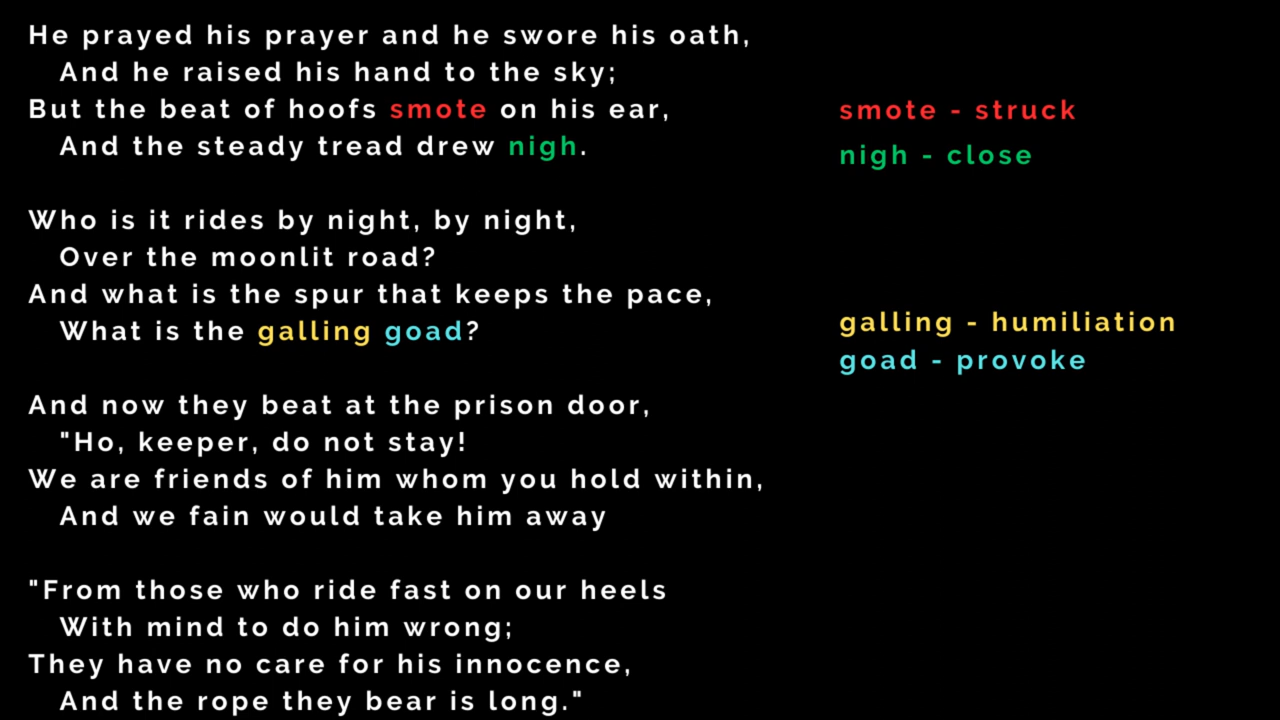 He prayed his prayer and he swore his oath,
And he raised his hand to the sky;
But the beat of hoofs smote on his ear,
And the steady tread drew nigh.
Who is it rides by night, by night,
Over the moonlit road?
And what is the spur that keeps the pace,
What is the galling goad?
And now they beat at the prison door,
"Ho, keeper, do not stay!
We are friends of him whom you hold within,
And we fain would take him away
"From those who ride fast on our heels
With mind to do him wrong;
They have no care for his innocence,
And the rope they bear is long."
smote - struck
nigh - close
galling - humiliation
goad - provoke